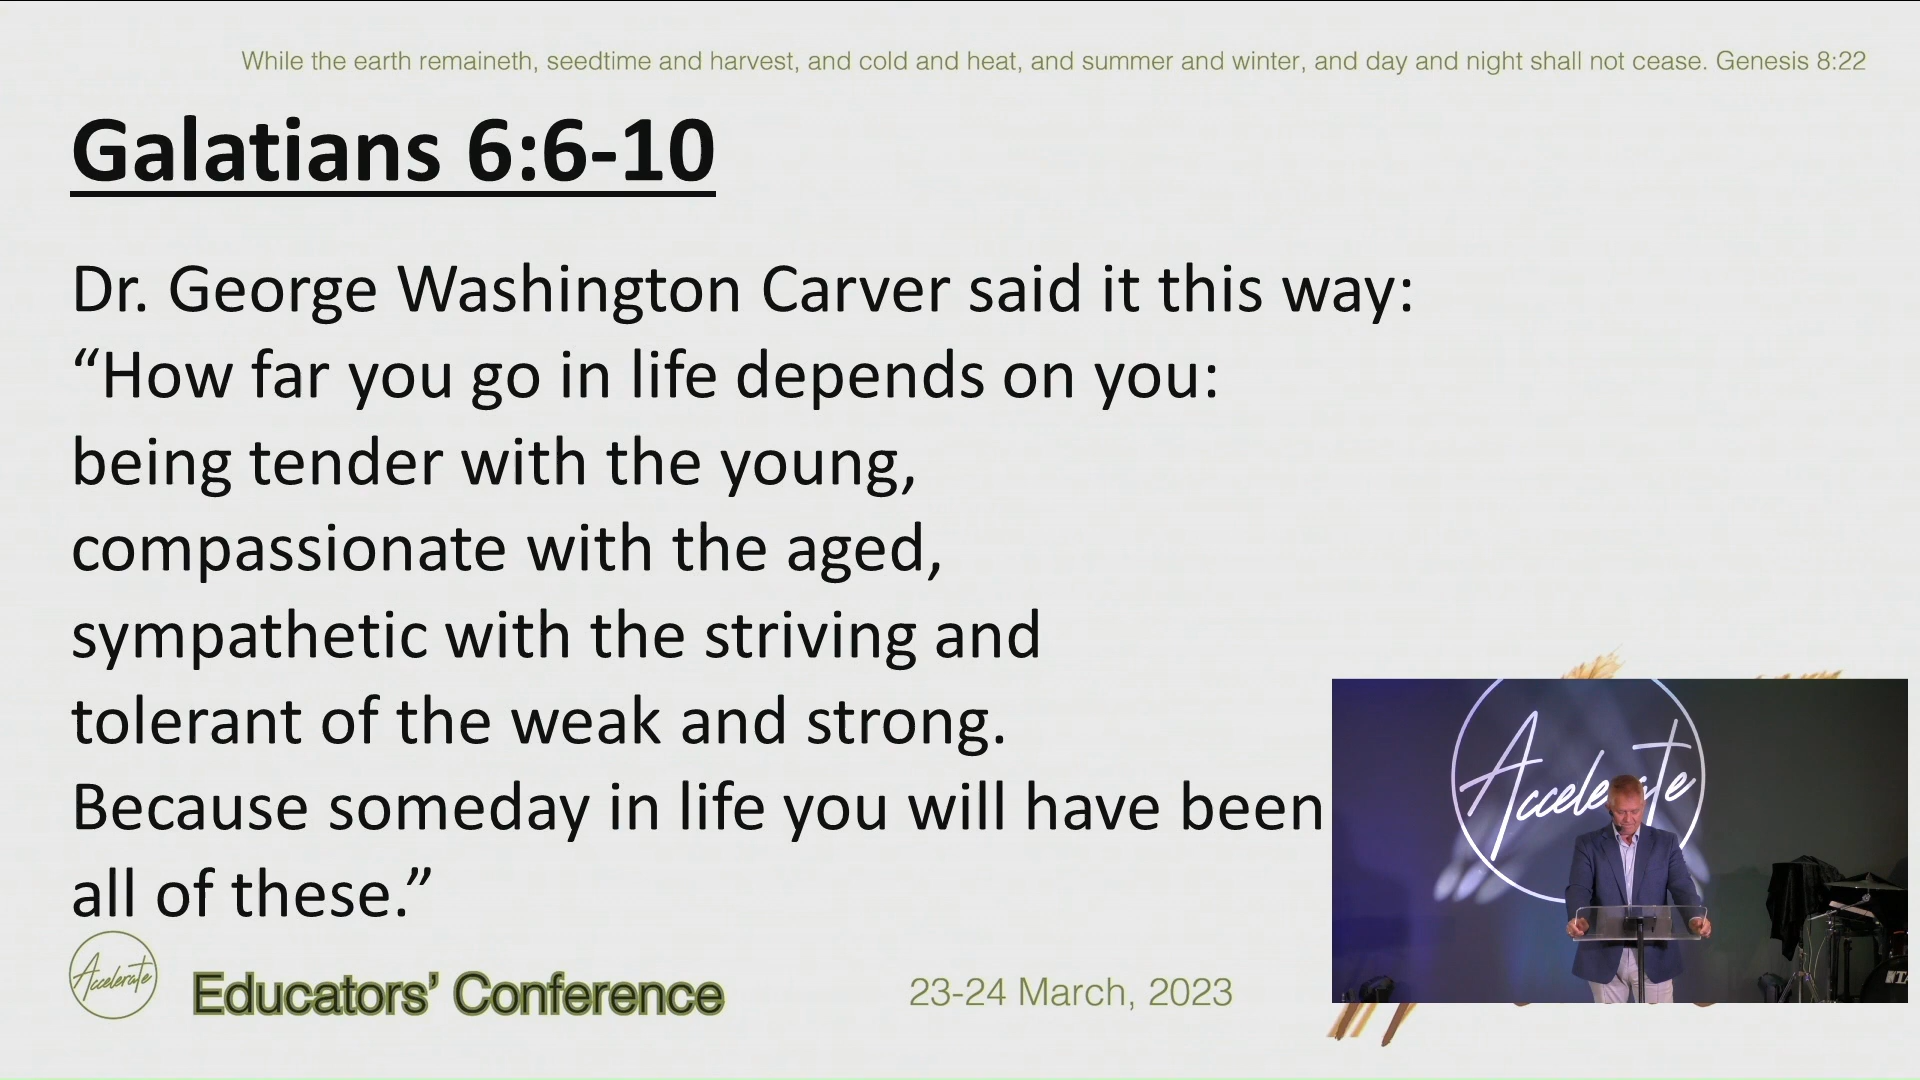 While the earth remaineth, seedtime and harvest, and cold and heat, and summer and winter, and day and night shall not cease. Genesis 8:22
Galatians 6:6-10
Dr. George Washington Carver said it this way:
“How far you go in life depends on you:
being tender with the young,
compassionate with the aged,
sympathetic with the striving and
tolerant of the weak and strong.
Because someday in life you will have been
all of these.”
Accelerate
Accelerate
Educators’ Conference
23-24 March, 2023